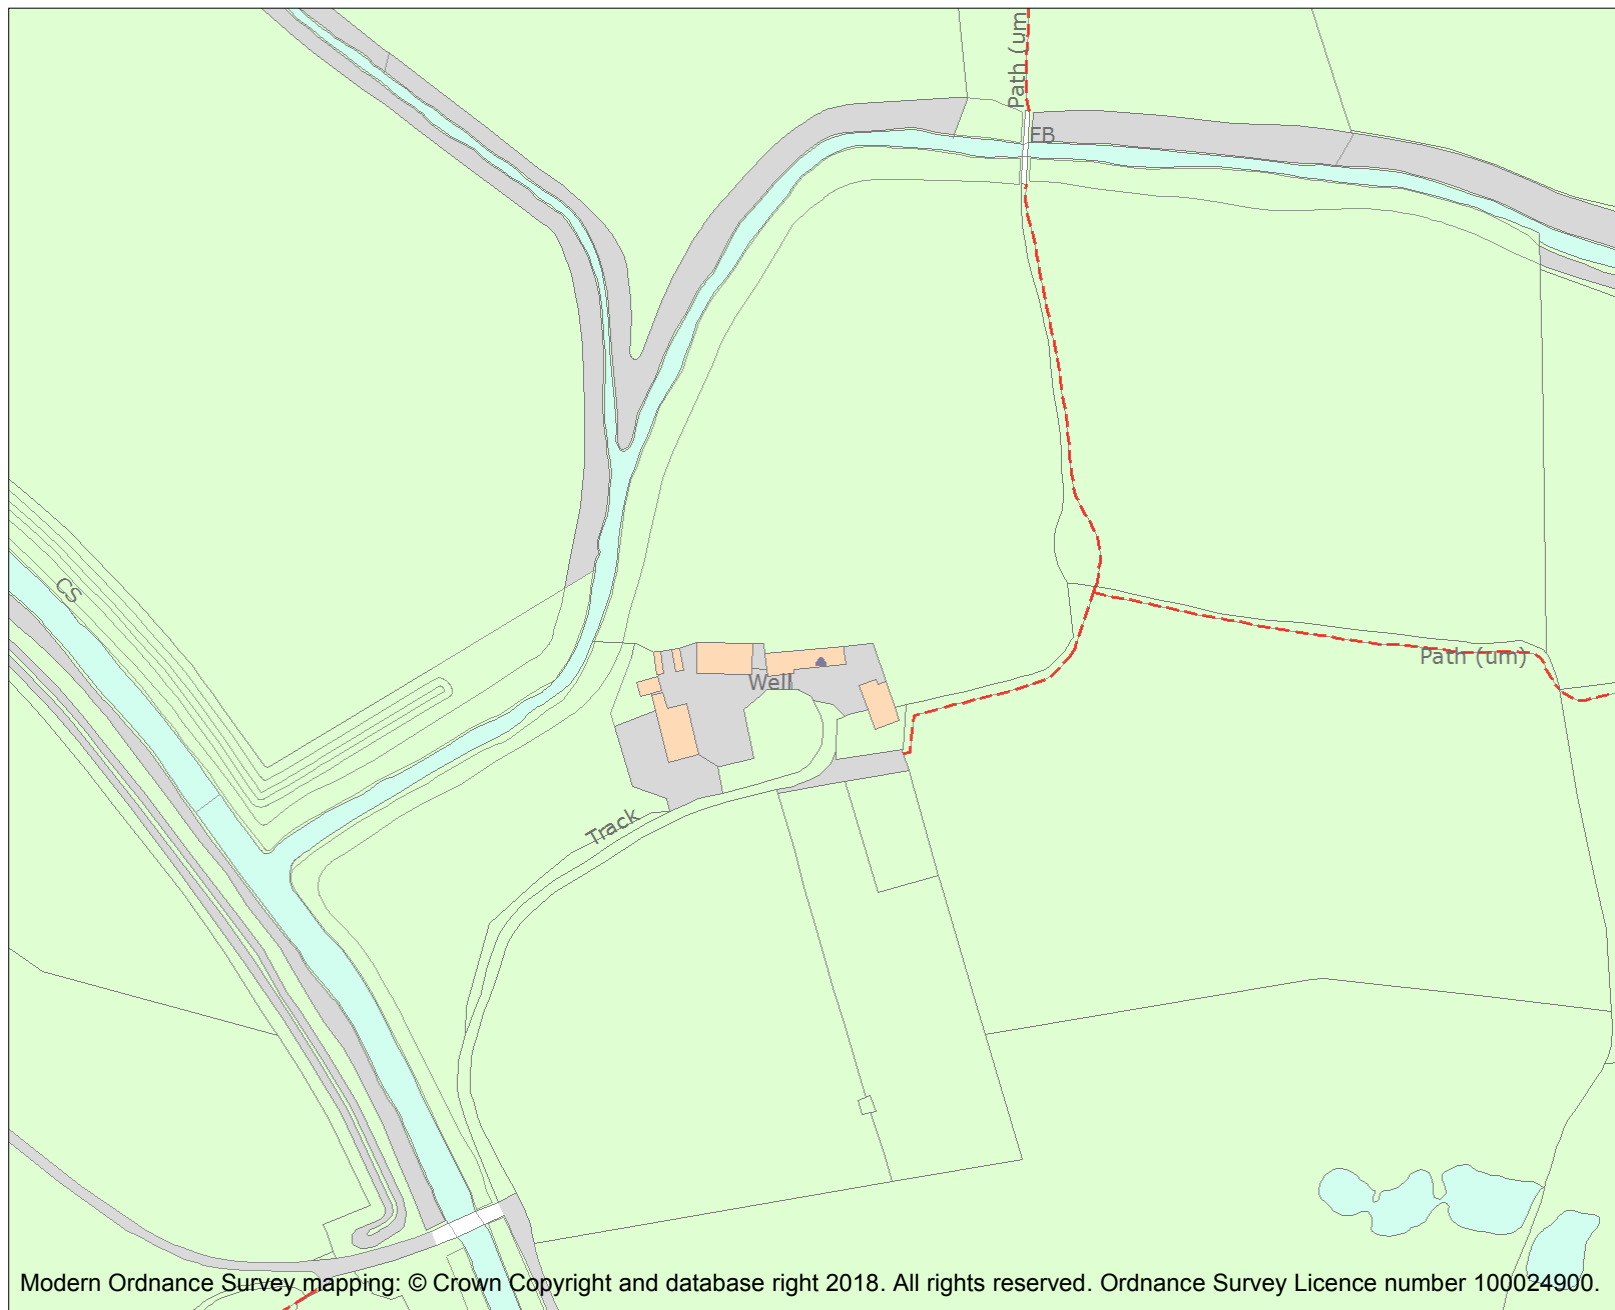 Path (um
FB
CS
Path (um)
Well
Track
Modern Ordnance Survey mapping: © Crown Copyright and database right 2018. All rights reserved. Ordnance Survey Licence number 100024900.